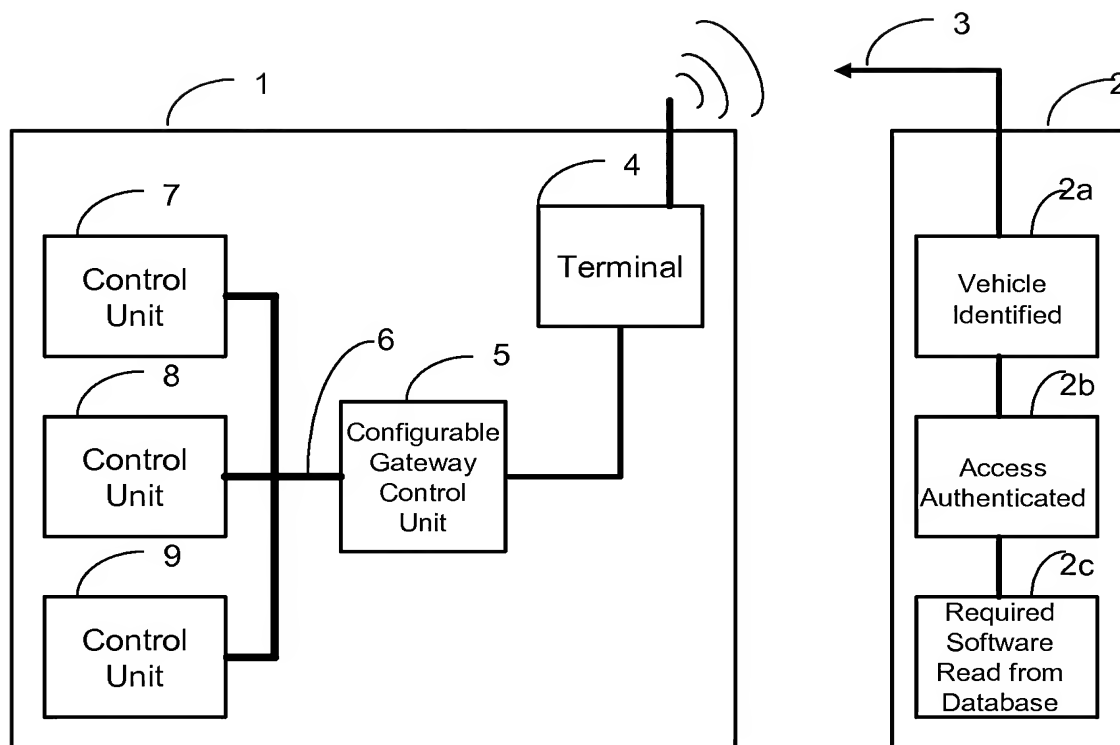 3
1
2
4
7
2a
Control
Unit
Terminal
Vehicle
Identified
6
5
8
2b
Control
Unit
Configurable
Gateway
Control
Unit
Access
Authenticated
9
2c
Control
Unit
Required
Software
Read from
Database